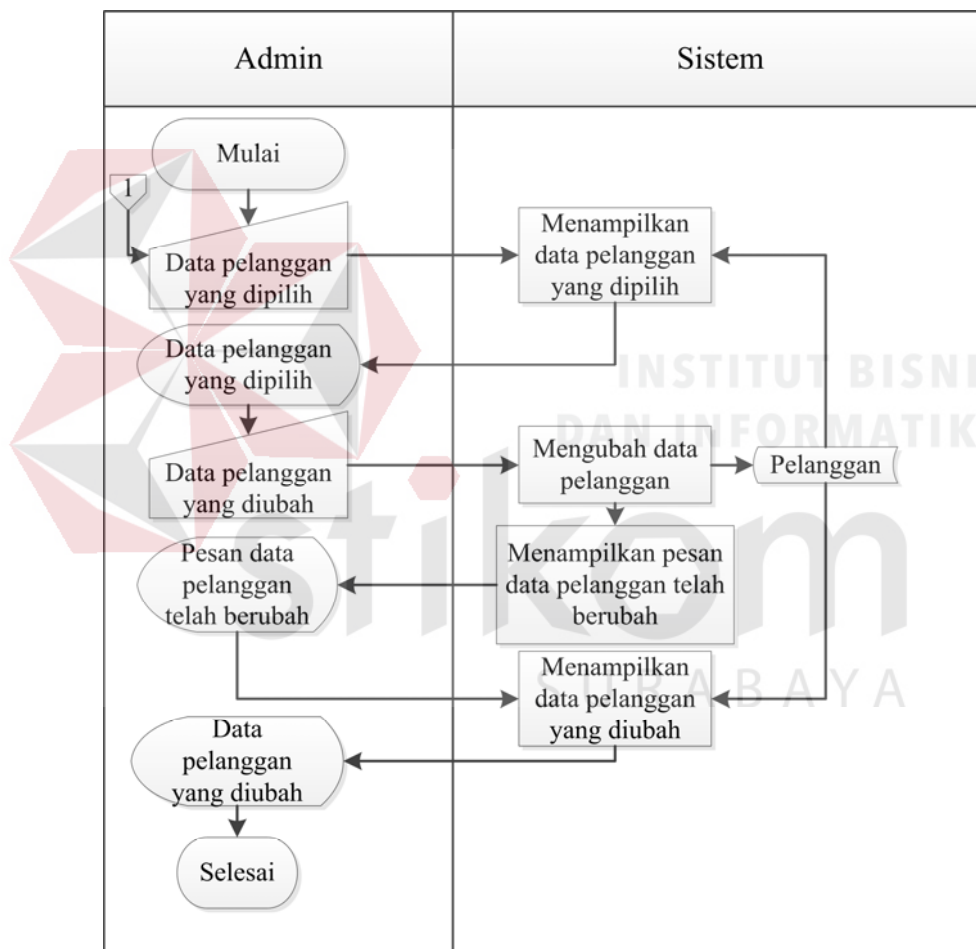 Admin
Sistem
Mulai
1
Data pelanggan
yang dipilih
Menampilkan
data pelanggan
yang dipilih
Data pelanggan
yang dipilih
INSTITUT BISNI
DAN INFORMATIK
Data pelanggan
yang diubah
Mengubah data
pelanggan
Pelanggan
stikom
SURABAYA
Pesan data
pelanggan
telah berubah
Menampilkan pesan
data pelanggan telah
berubah
Menampilkan
data pelanggan
yang diubah
Data
pelanggan
yang diubah
Selesai